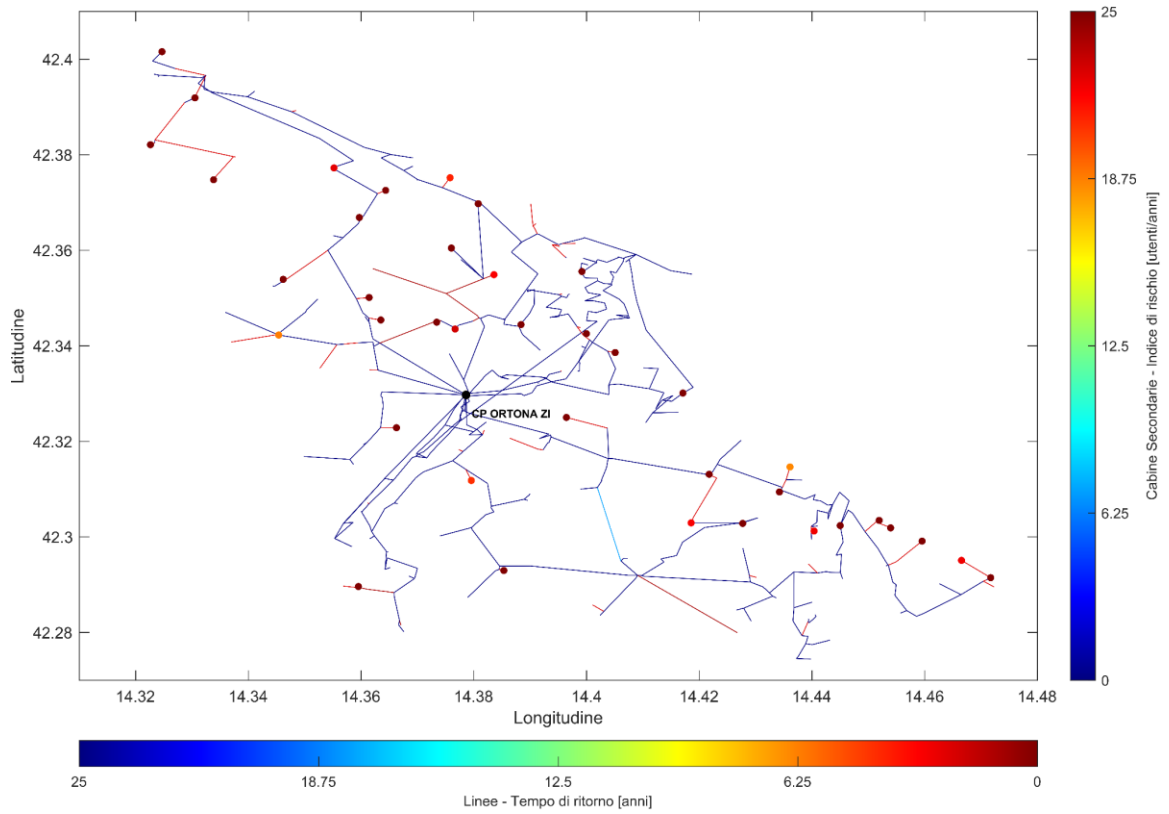 42.4
42.38
42.36
42.34
42.32
42.3
42.28
Latitudine
CP ORTONA ZI
14.32 14.34 14.36 14.38 14.4 14.42 14.44 14.46 14.48
Longitudine
25
18.75
12.5
6.25
0
Cabine Secondarie - Indice di rischio [utenti/anni]
25 18.75 12.5 6.25 0
Linee - Tempo di ritorno [anni]